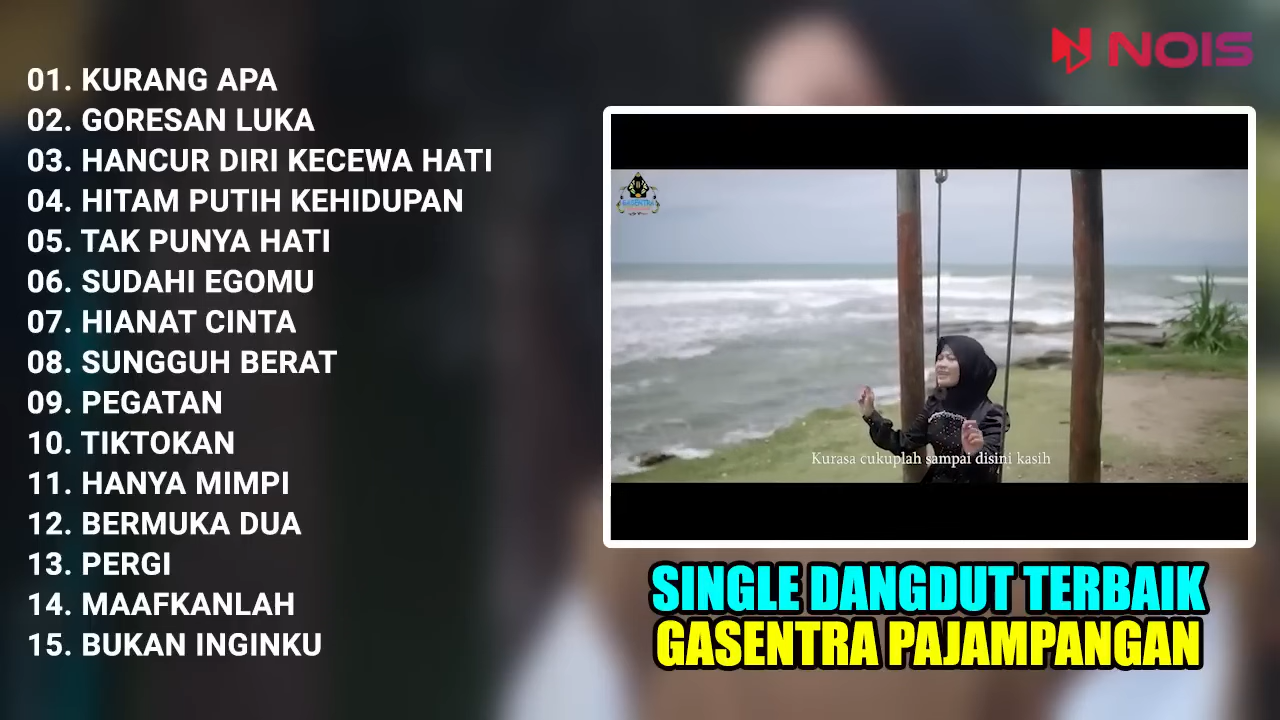 NOIS
01. KURANG APA
02. GORESAN LUKA
03. HANCUR DIRI KECEWA HATI
04. HITAM PUTIH KEHIDUPAN
05. TAK PUNYA HATI
06. SUDAHI EGOMU
07. HIANAT CINTA
08. SUNGGUH BERAT
09. PEGATAN
10. TIKTOKAN
11. HANYA MIMPI
12. BERMUKA DUA
13. PERGI
14. MAAFKANLAH
15. BUKAN INGINKU
GASENTRA
Kurasa cukuplah sampai disini kasih
SINGLE DANGDUT TERBAIK
GASENTRA PAJAMPANGAN